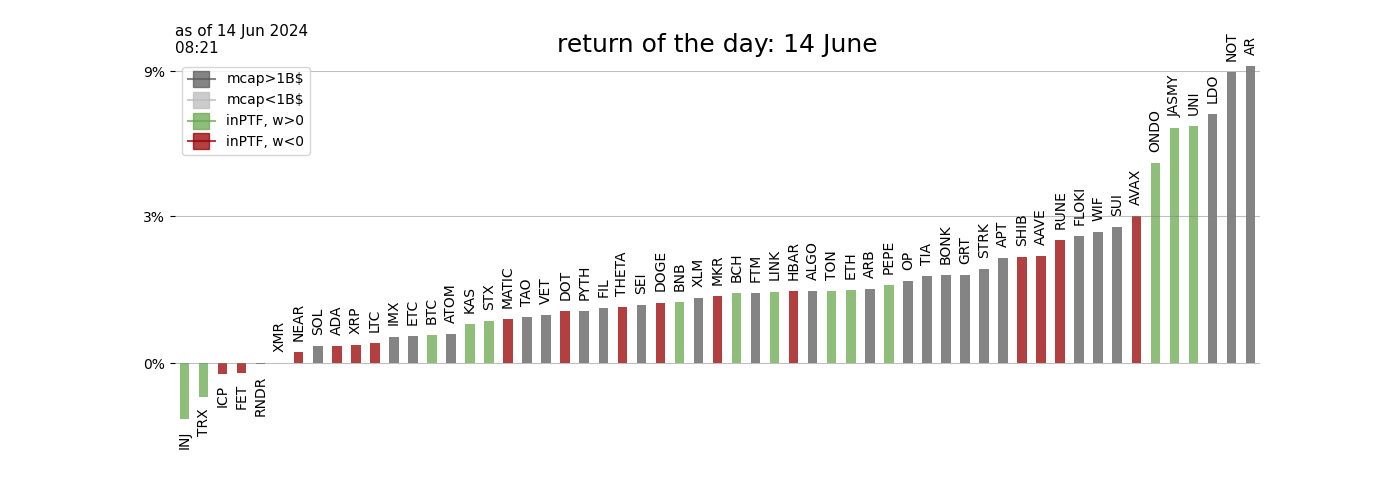 as of 14 Jun 2024
08:21
return of the day: 14 June
9%
3%
0%
mcap>1B$
mcap<1B$
inPTF, w>0
inPTF, w<0
INJ
TRX
ICP
FET
RNDR
XMR
NEAR
SOL
ADA
XRP
LTC
IMX
ETC
BTC
ATOM
KAS
STX
MATIC
TAO
VET
DOT
PYTH
FIL
THETA
SEI
DOGE
BNB
XLM
MKR
BCH
FTM
LINK
HBAR
ALGO
TON
ETH
ARB
PEPE
OP
TIA
BONK
GRT
STRK
APT
SHIB
AAVE
RUNE
FLOKI
WIF
SUI
AVAX
ONDO
JASMY
UNI
LDO
NOT
AR